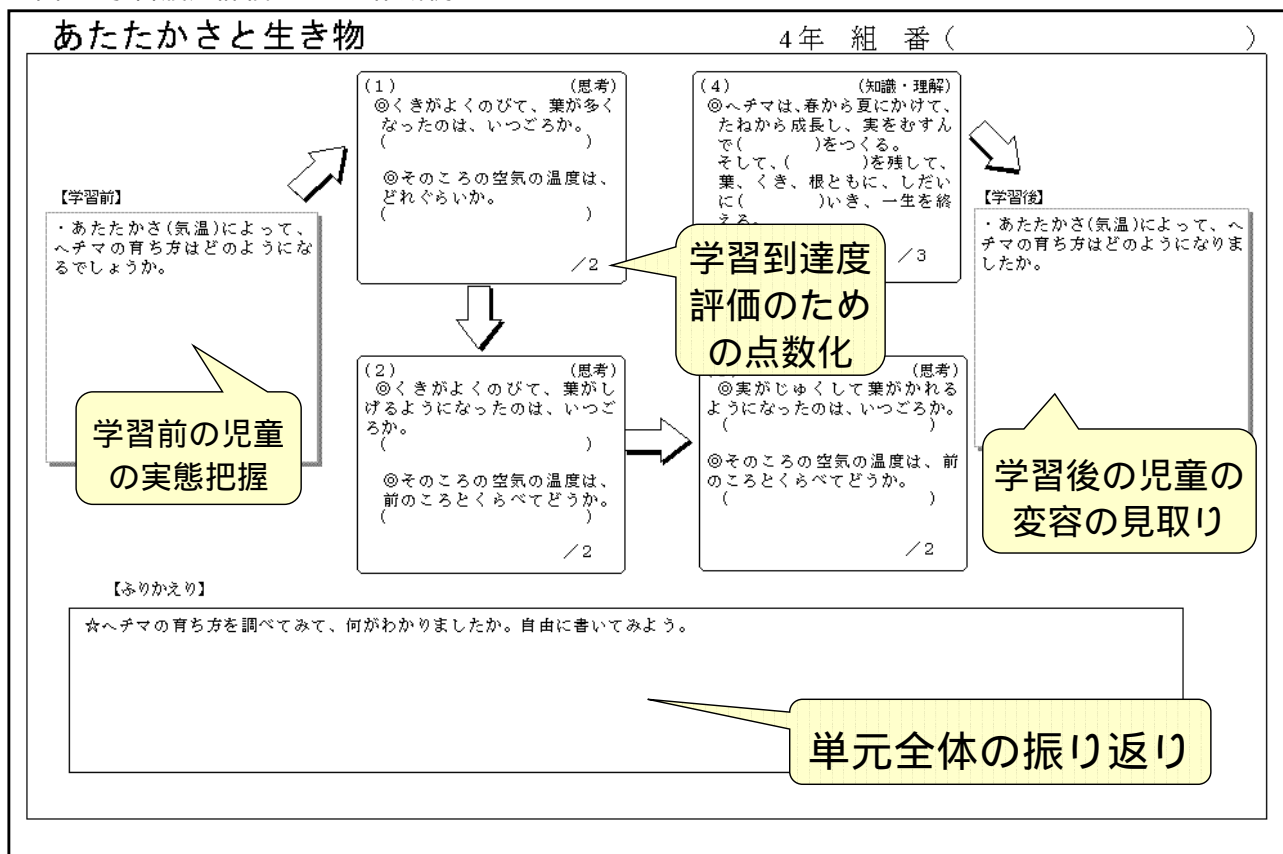 あたたかさと生き物
4年 組 番( )
【学習前】
・あたたかさ(気温)によって、
ヘチマの育ち方はどのようにな
るでしょうか。
学習前の児童
の実態把握
(1) (思考)
◎くきがよくのびて、葉が多く
なったのは、いつごろか。
( )
◎そのころの空気の温度は、
どれぐらいか。
( )
/2
学習到達度
評価のため
の点数化
(2) (思考)
◎くきがよくのびて、葉がし
げるようになったのは、いつご
ろか。
( )
◎そのころの空気の温度は、
前のころとくらべてどうか。
( )
/2
(思考)
◎実がじゅくして葉がかれる
ようになったのは、いつごろか。
( )
◎そのころの空気の温度は、前
のころとくらべてどうか。
( )
/2
(4) (知識・理解)
◎ヘチマは、春から夏にかけて、
たねから成長し、実をむすん
で( )をつくる。
そして、( )を残して、
葉、くき、根ともに、しだい
に( )いき、一生を終
える。
/3
【学習後】
・あたたかさ(気温)によって、ヘ
チマの育ち方はどのようになりま
したか。
学習後の児童の
変容の見取り
【ふりかえり】
☆ヘチマの育ち方を調べてみて、何がわかりましたか。自由に書いてみよう。
単元全体の振り返り